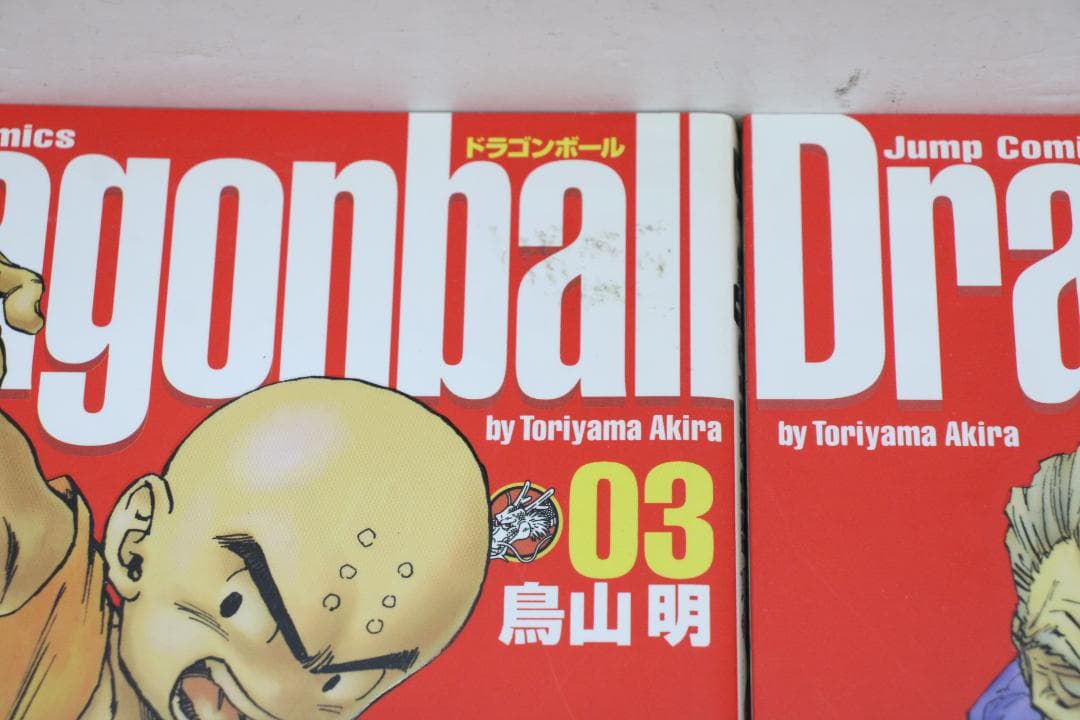 mics
agonball
ドラゴンボール
by Toriyama Akira
03
鳥山 明
Jump Comi
Dra
by Toriyama Akira